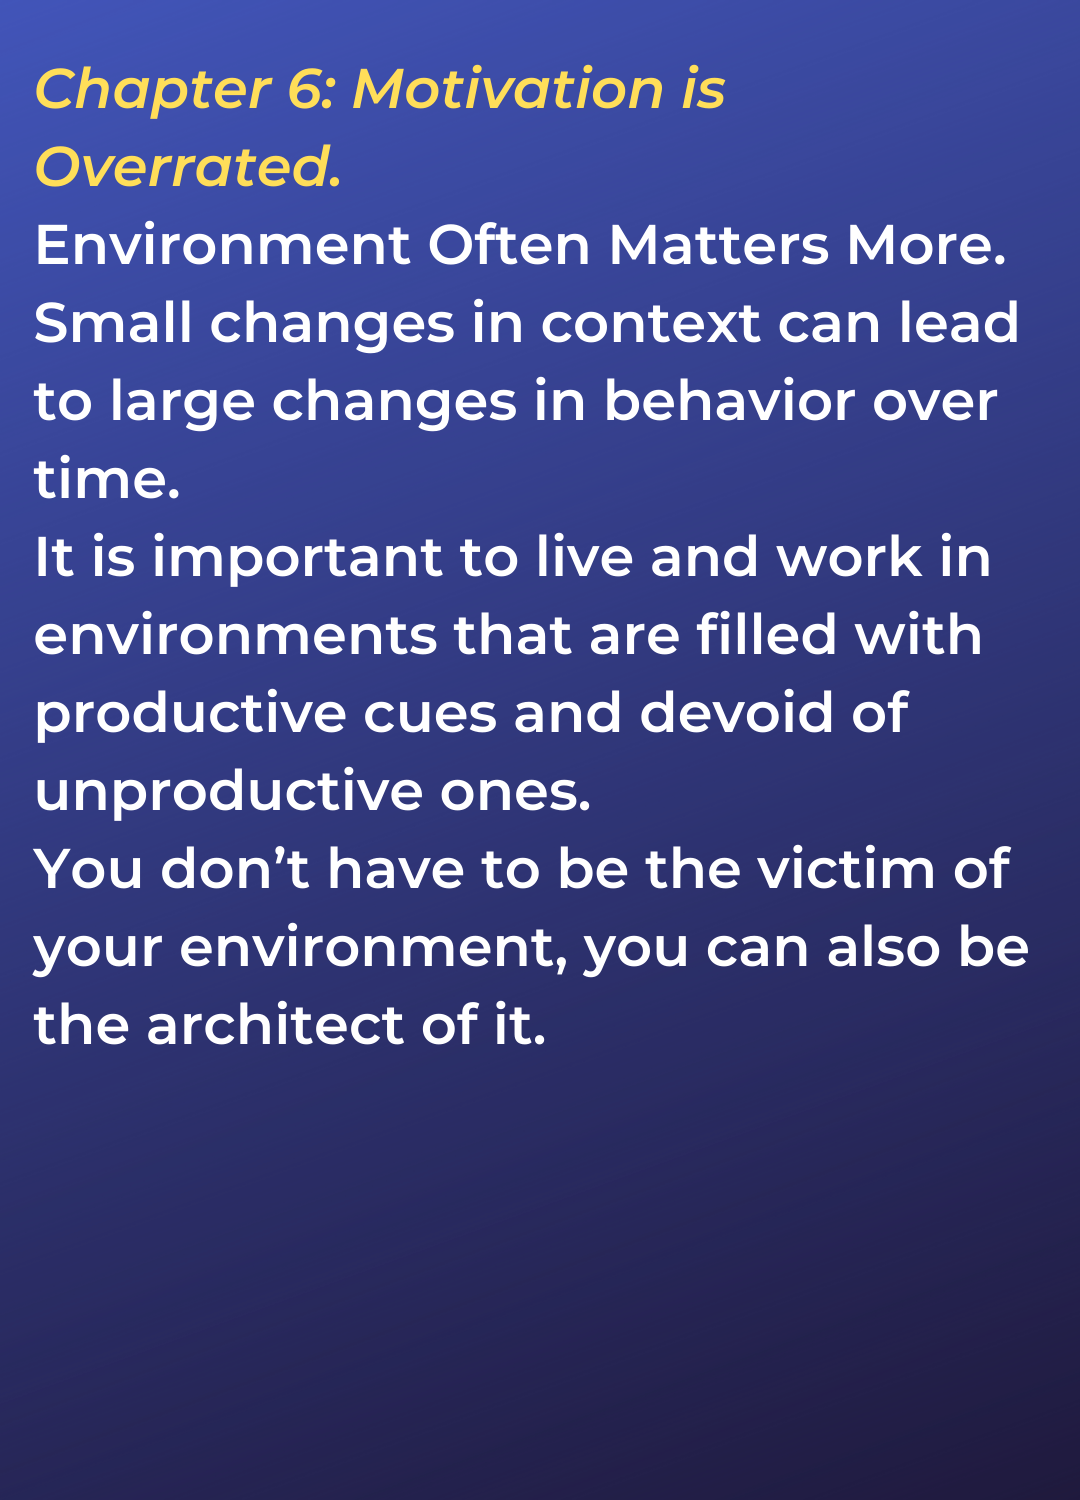 Chapter 6: Motivation is
Overrated.
Environment Often Matters More.
Small changes in context can lead
to large changes in behavior over
time.
It is important to live and work in
environments that are filled with
productive cues and devoid of
unproductive ones.
You don’t have to be the victim of
your environment, you can also be
the architect of it.